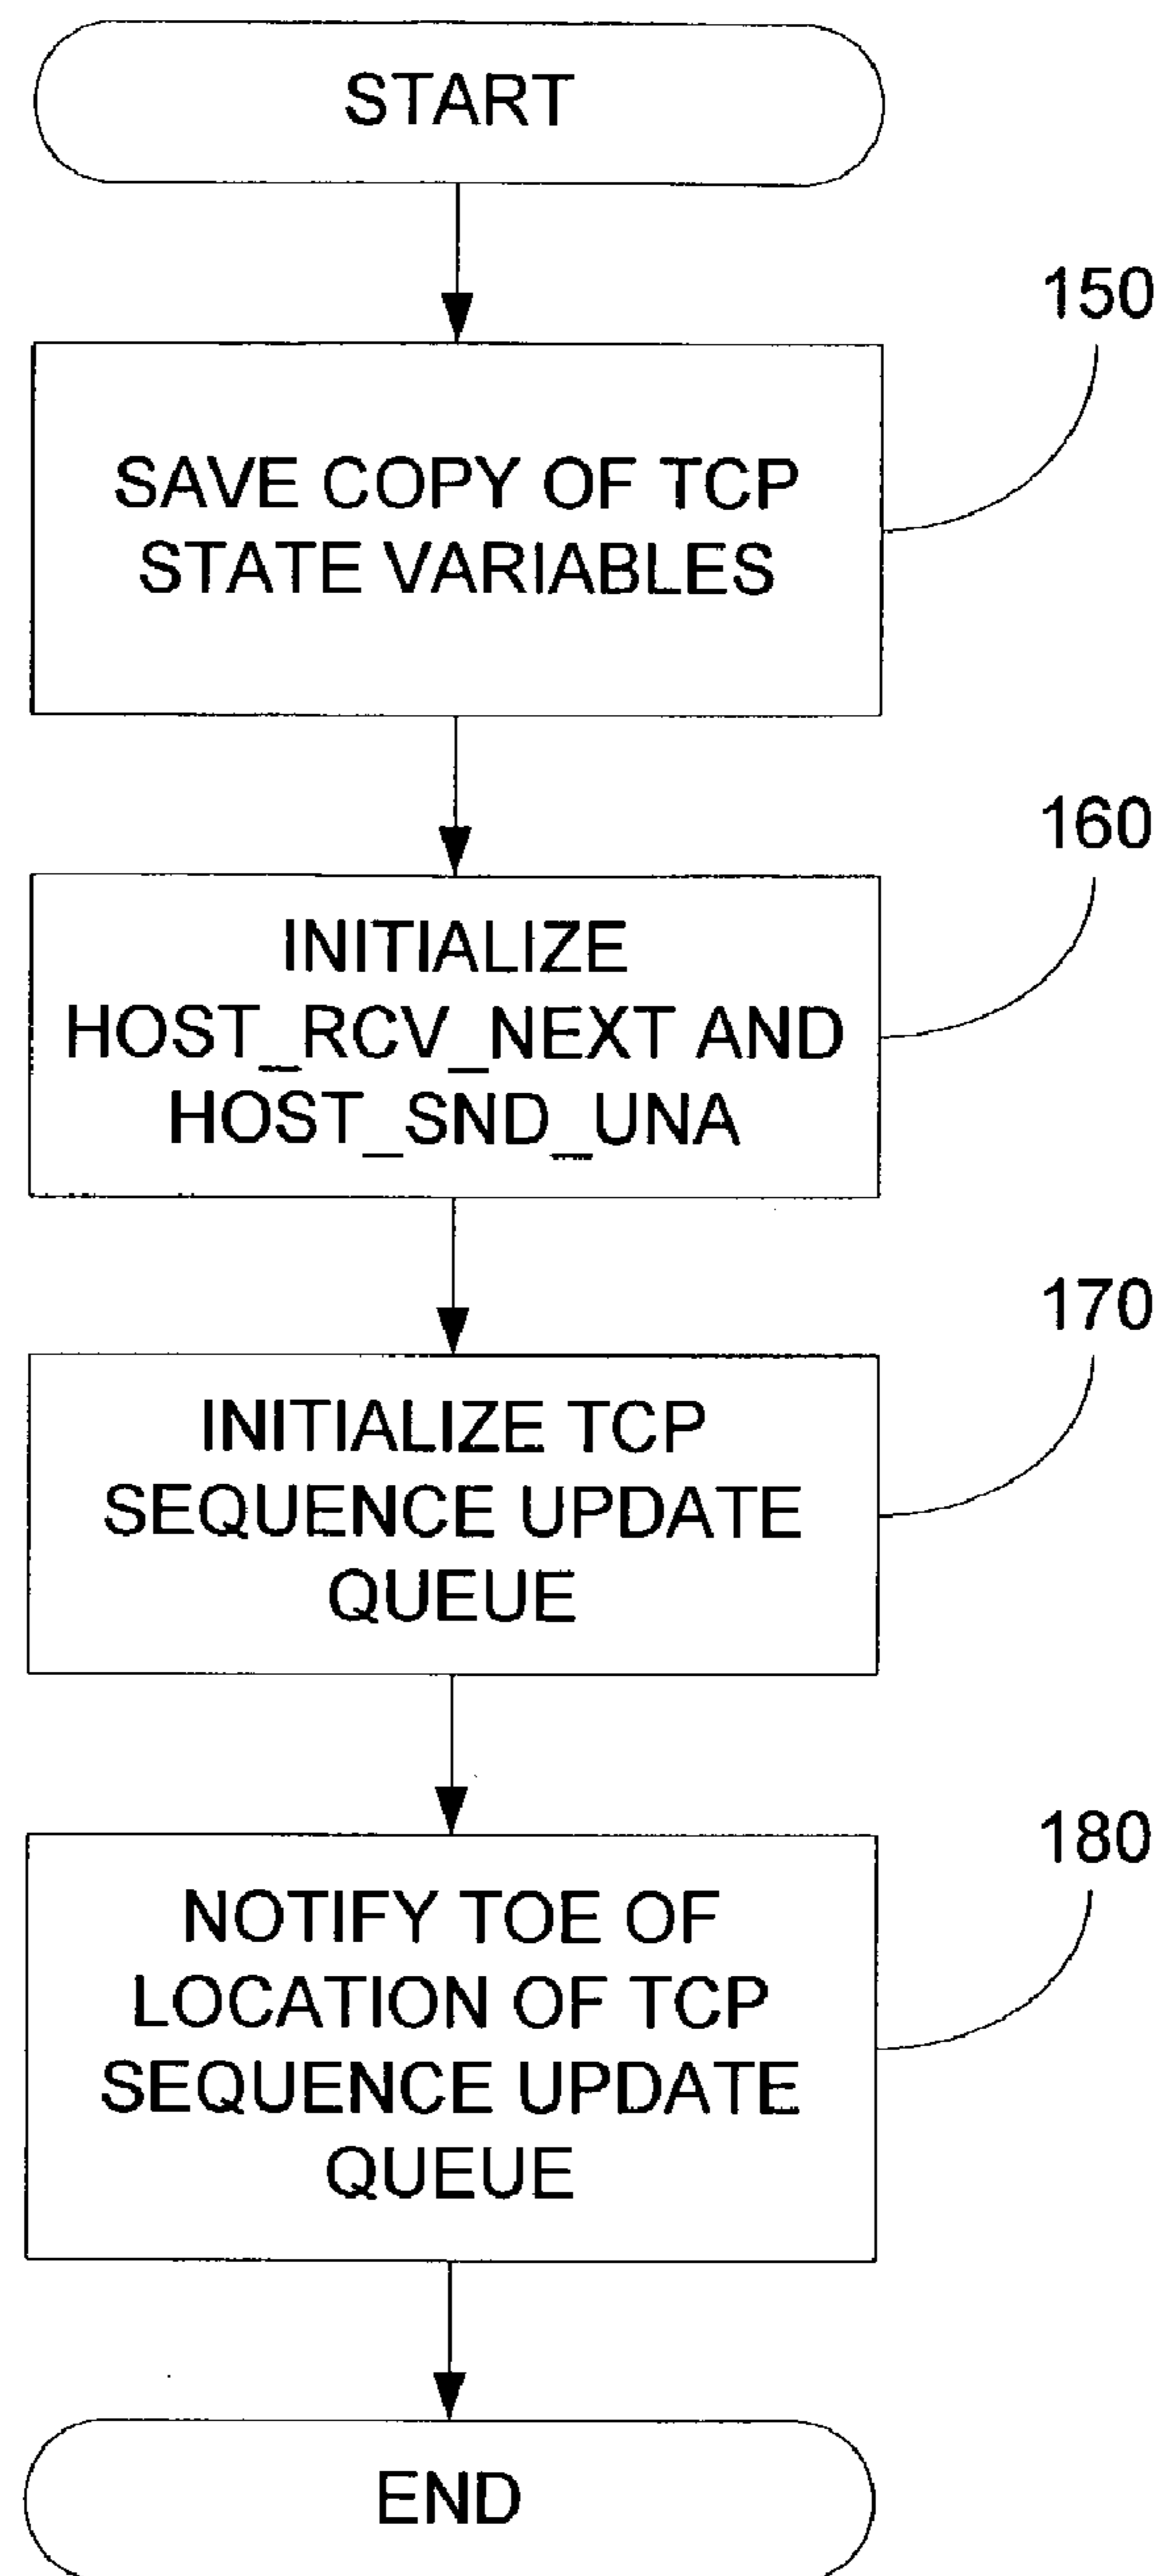 START
150
SAVE COPY OF TCP
STATE VARIABLES
160
INITIALIZE
HOST_RCV_NEXT AND
HOST_SND_UNA
170
INITIALIZE TCP
SEQUENCE UPDATE
QUEUE
180
NOTIFY TOE OF
LOCATION OF TCP
SEQUENCE UPDATE
QUEUE
END